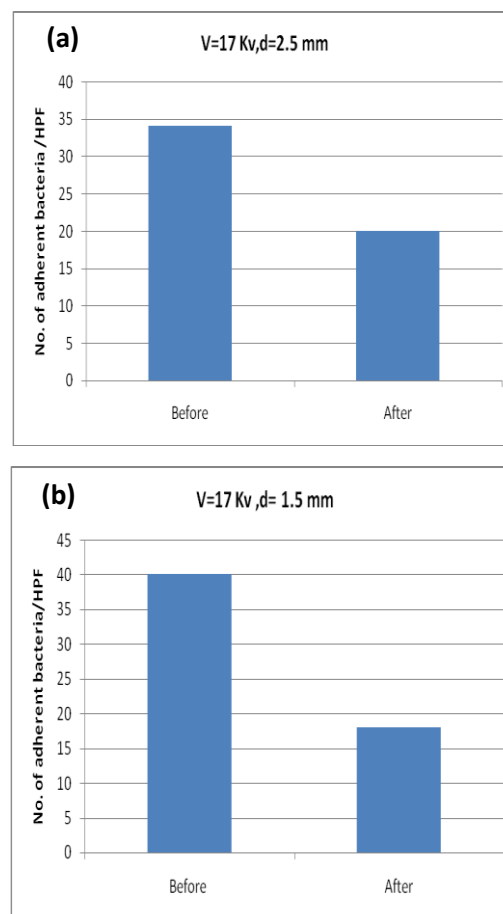 (a)
V=17 Kv,d=2.5 mm
No. of adherent bacteria /HPF
40
35
30
25
20
15
10
5
0
Before After
(b)
V=17 Kv ,d= 1.5 mm
No. of adherent bacteria/HPF
45
40
35
30
25
20
15
10
5
0
Before After